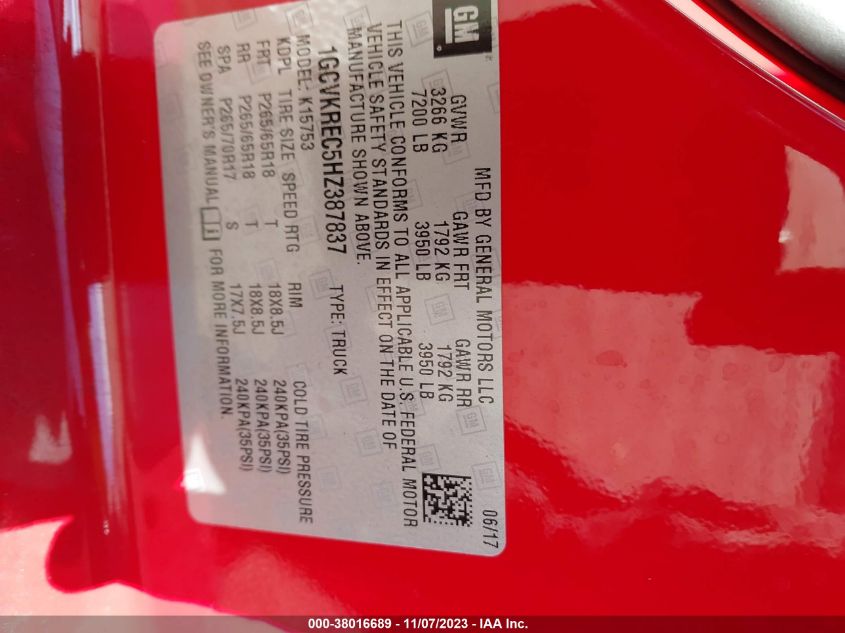 GM
MFD BY GENERAL MOTORS LLC 06/17
GVWR GAWR FRT GAWR RR
3266 KG 1792 KG 1792 KG
7200 LB 3950 LB 3950 LB
THIS VEHICLE CONFORMS TO ALL APPLICABLE U.S. FEDERAL MOTOR
VEHICLE SAFETY STANDARDS IN EFFECT ON THE DATE OF
MANUFACTURE SHOWN ABOVE.
1GCVKREC5HZ387837 TYPE: TRUCK
MODEL: K15753
KDPL TIRE SIZE SPEED RTG RIM COLD TIRE PRESSURE
FRT P265/65R18 T 18X8.5J 240KPA(35PSI)
RR P265/65R18 T 18X8.5J 240KPA(35PSI)
SPA P265/70R17 S 17X7.5J 240KPA(35PSI)
SEE OWNER'S MANUAL i FOR MORE INFORMATION.
000-38016689 - 11/07/2023 - IAA Inc.